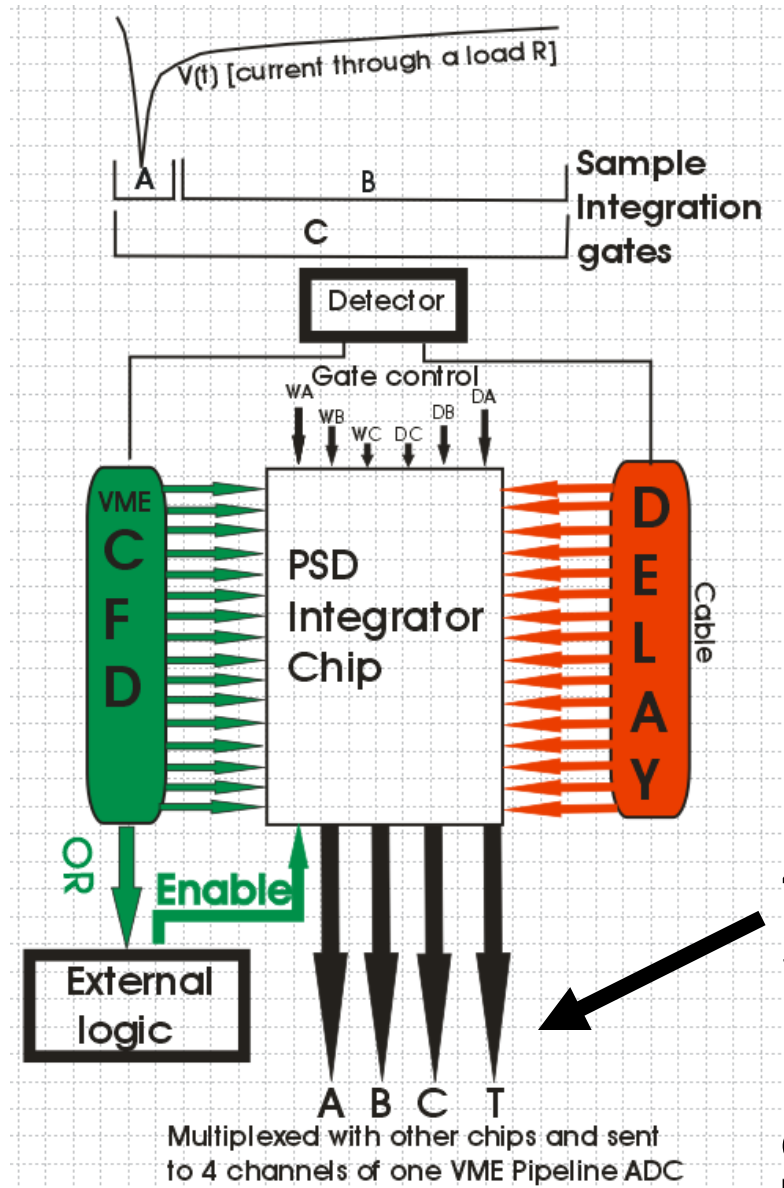 V(t) [current through a load R]
A
B
C
Sample
Integration
gates
Detector
Gate control
WA
WB
WC
DC
DB
DA
VME
C
F
D
PSD
Integrator
Chip
D
E
L
A
Y
Cable
OR
Enable
External
logic
A B C T
Multiplexed with other chips and sent
to 4 channels of one VME Pipeline ADC